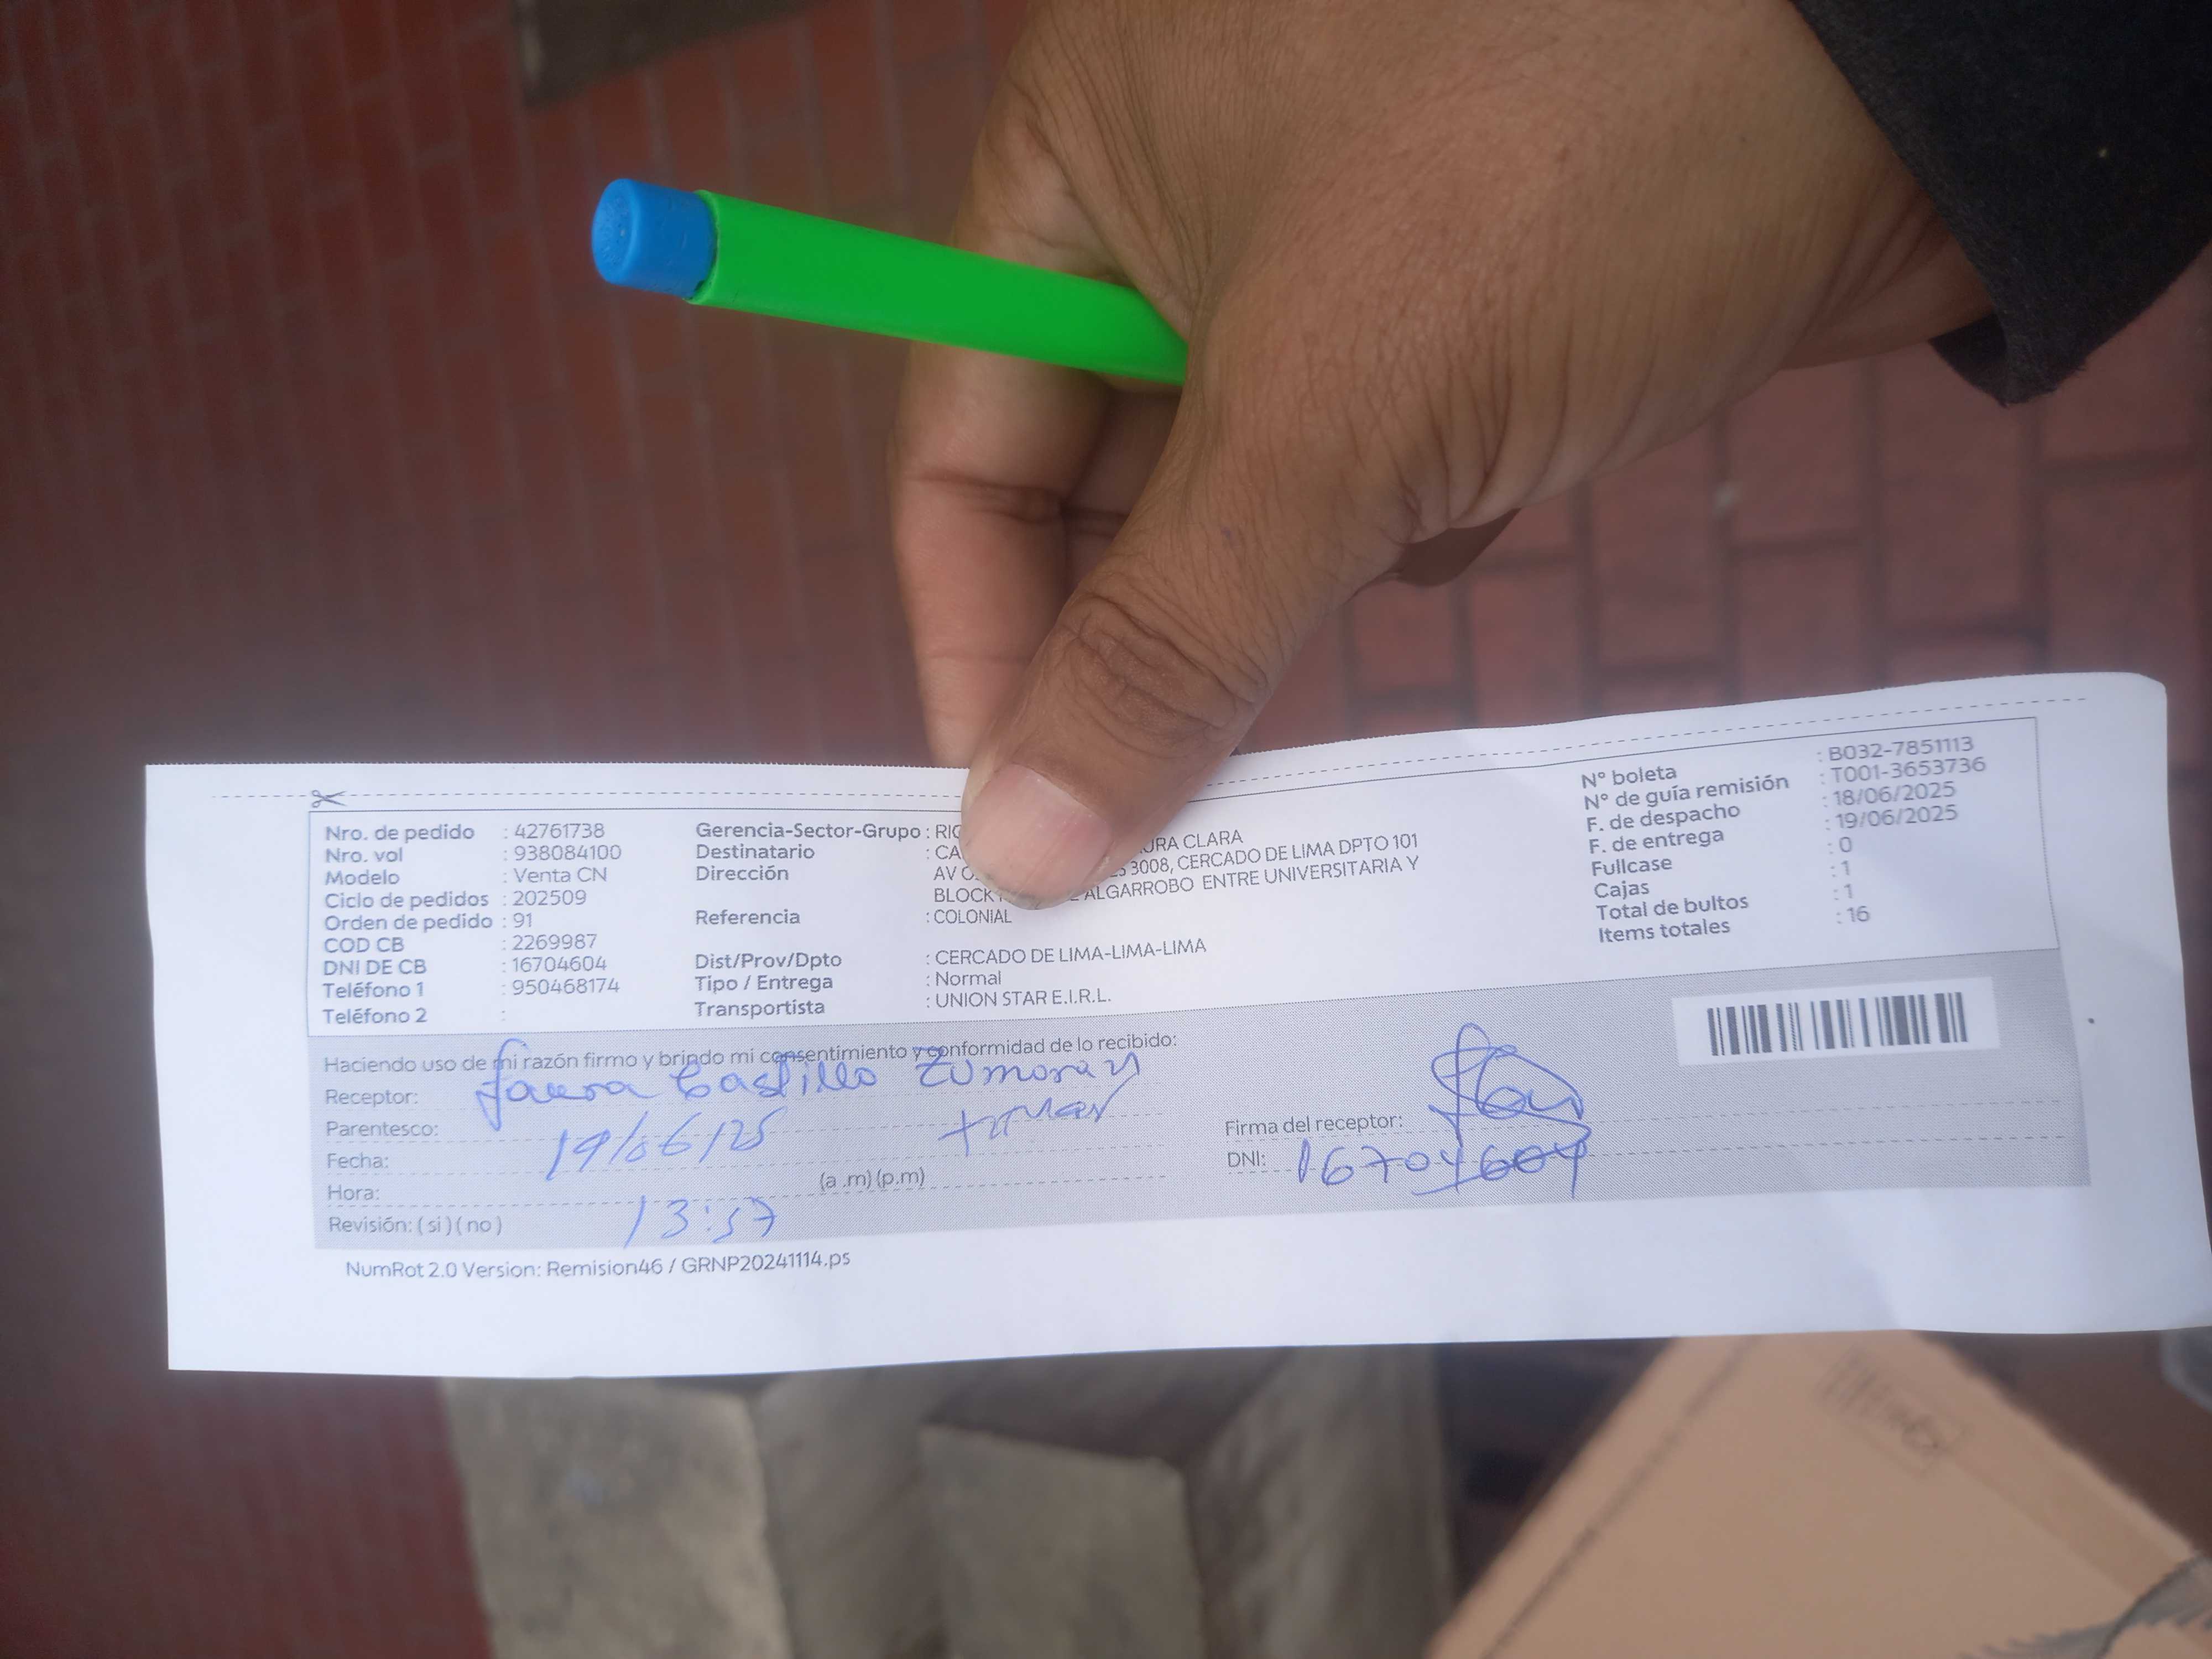 Nro. de pedido : 42761738
Nro. vol : 938084100
Modelo : Venta CN
Ciclo de pedidos : 202509
Orden de pedido : 91
COD CB : 2269987
DNI DE CB : 16704604
Teléfono 1 : 950468174
Teléfono 2 :
Gerencia-Sector-Grupo :
Destinatario : CLARA
Dirección : AV 3008, CERCADO DE LIMA DPTO 101
BLOCK ALGARROBO ENTRE UNIVERSITARIA Y
Referencia : COLONIAL
Dist/Prov/Dpto : CERCADO DE LIMA-LIMA-LIMA
Tipo / Entrega : Normal
Transportista : UNION STAR E.I.R.L.
N° boleta : B032-7851113
N° de guía remisión : T001-3653736
F. de despacho : 18/06/2025
F. de entrega : 19/06/2025
Fullcase : 0
Cajas : 1
Total de bultos : 1
Items totales : 16
Haciendo uso de mi razón firmo y brindo mi consentimiento y conformidad de lo recibido:
Receptor: Laura Castillo Zumoran
Parentesco: titular
Fecha: 19/06/25
Hora: 13:57 (a .m) (p.m)
Revisión: ( si ) ( no )
Firma del receptor:
DNI: 16704604
NumRot 2.0 Version: Remision46 / GRNP20241114.ps